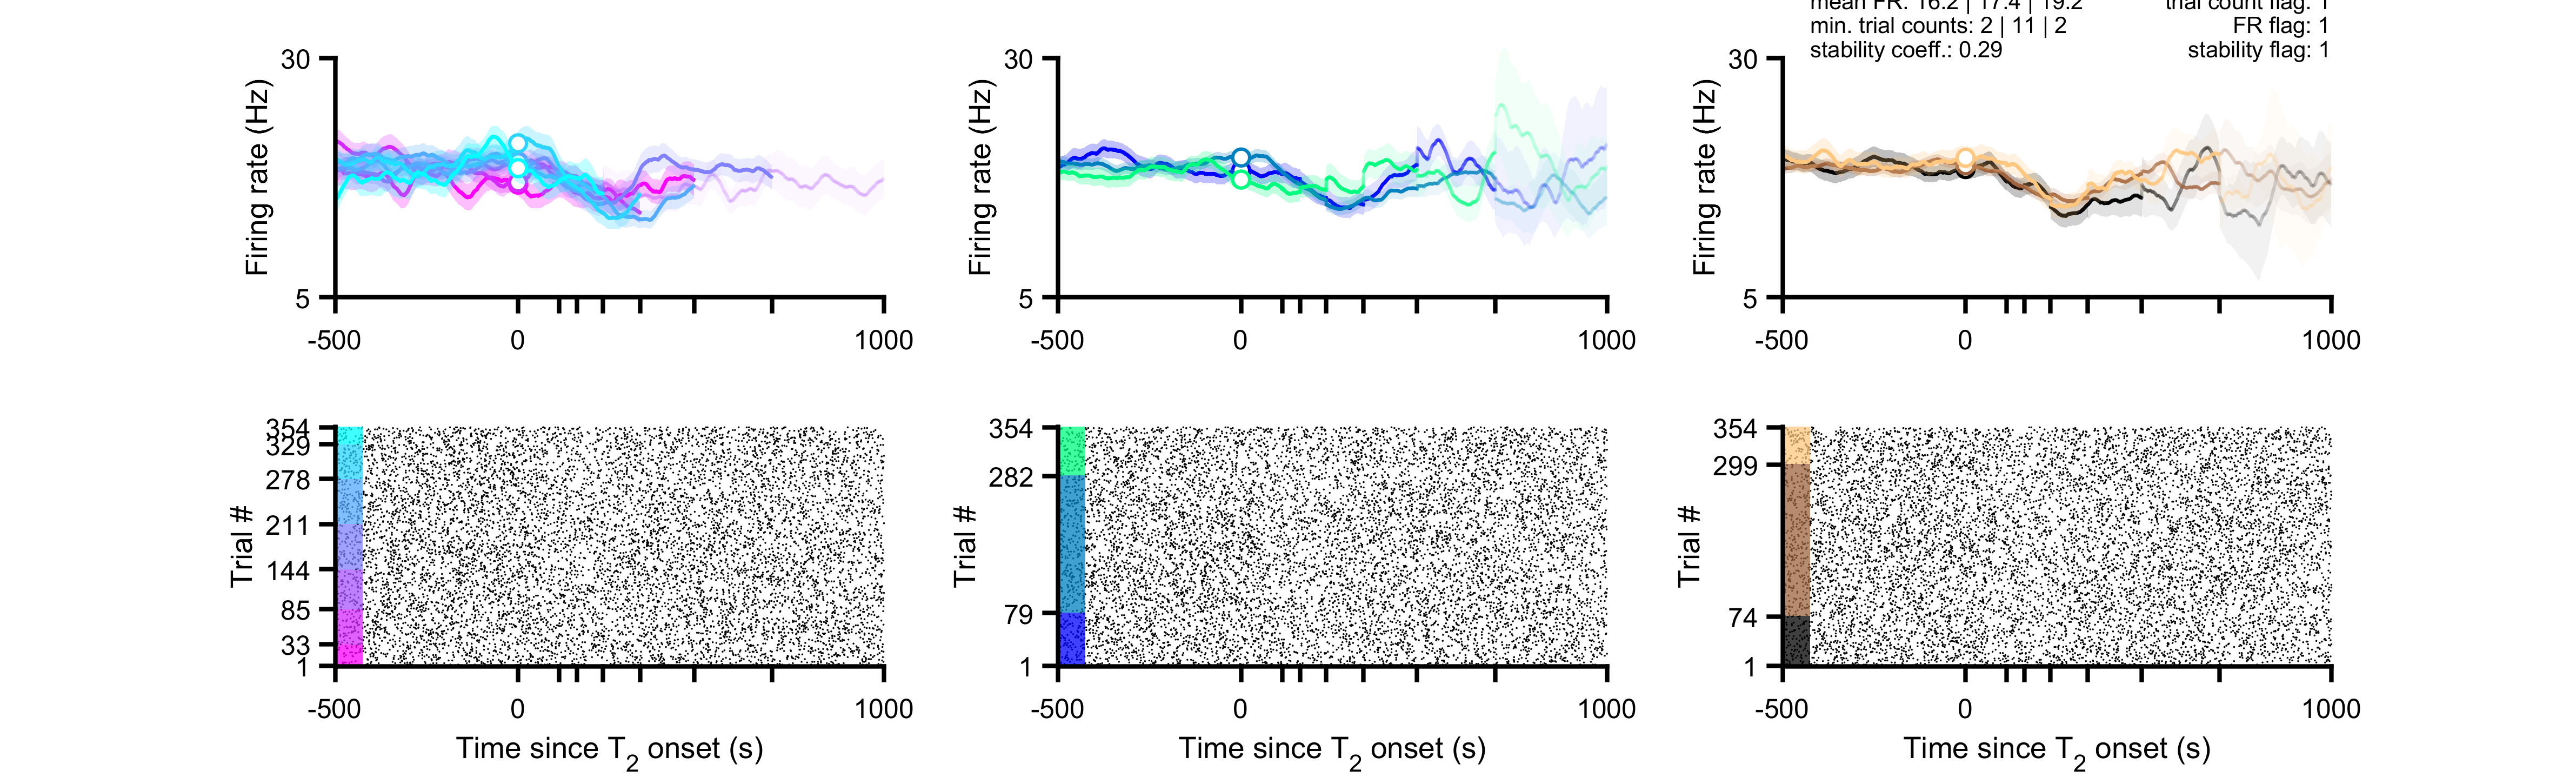 mean FR: 16.2 | 17.4 | 19.2 trial count flag: 1
min. trial counts: 2 | 11 | 2 FR flag: 1
stability coeff.: 0.29 stability flag: 1
30 30 30
Firing rate (Hz) Firing rate (Hz) Firing rate (Hz)
5 5 5
-500 0 1000 -500 0 1000 -500 0 1000
354 354 354
329 282 299
278 79 74
211 1 1
144
85
33
1
Trial # Trial # Trial #
-500 0 1000 -500 0 1000 -500 0 1000
Time since T2 onset (s) Time since T2 onset (s) Time since T2 onset (s)